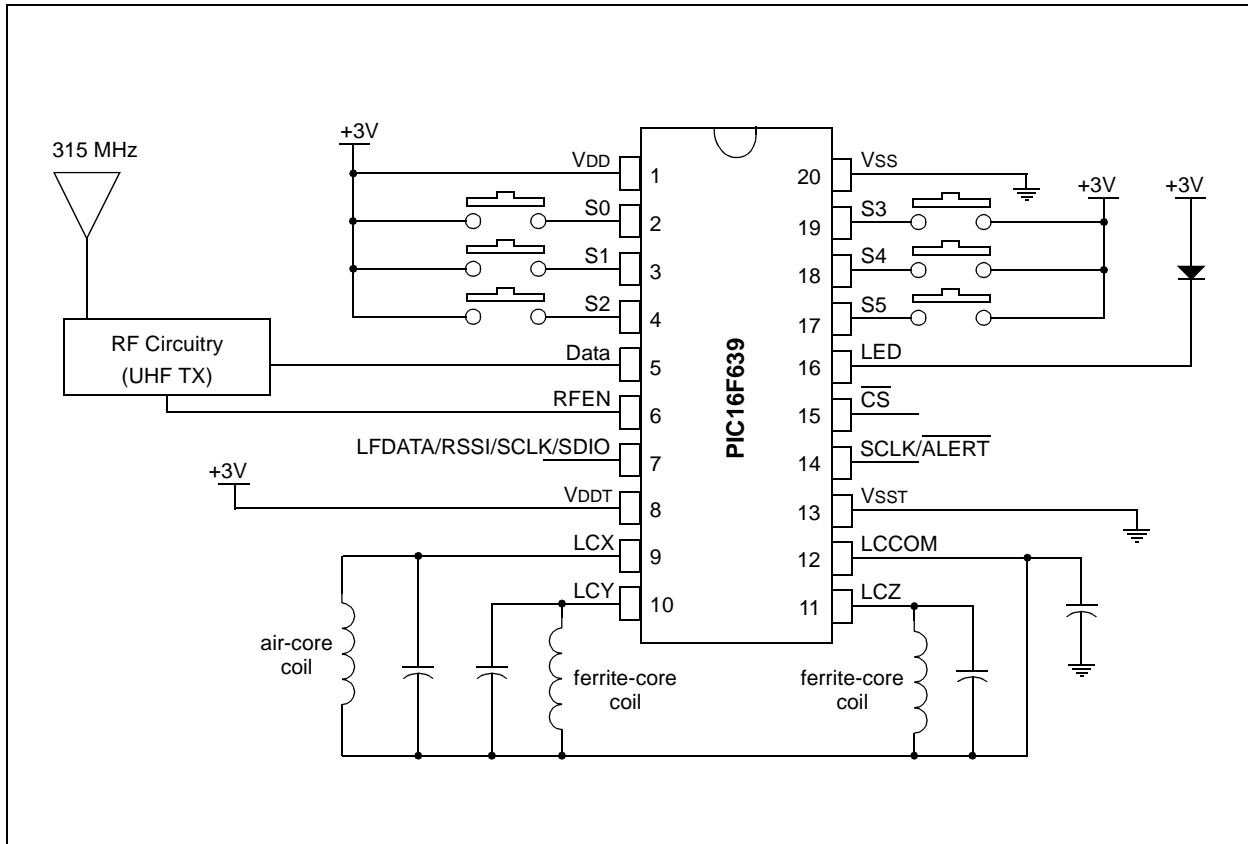 315 MHz
+3V
VDD
1
S0
2
S1
3
S2
4
RF Circuitry
(UHF TX)
Data
5
RFEN
6
LFDATA/RSSI/SCLK/SDIO
7
+3V
VDDT
8
LCX
9
LCY
10
air-core
coil
ferrite-core
coil
PIC16F639
20
VSS
19
S3
18
S4
17
S5
+3V
+3V
16
LED
15
CS
14
SCLK/ALERT
13
VSST
12
LCCOM
11
LCZ
ferrite-core
coil